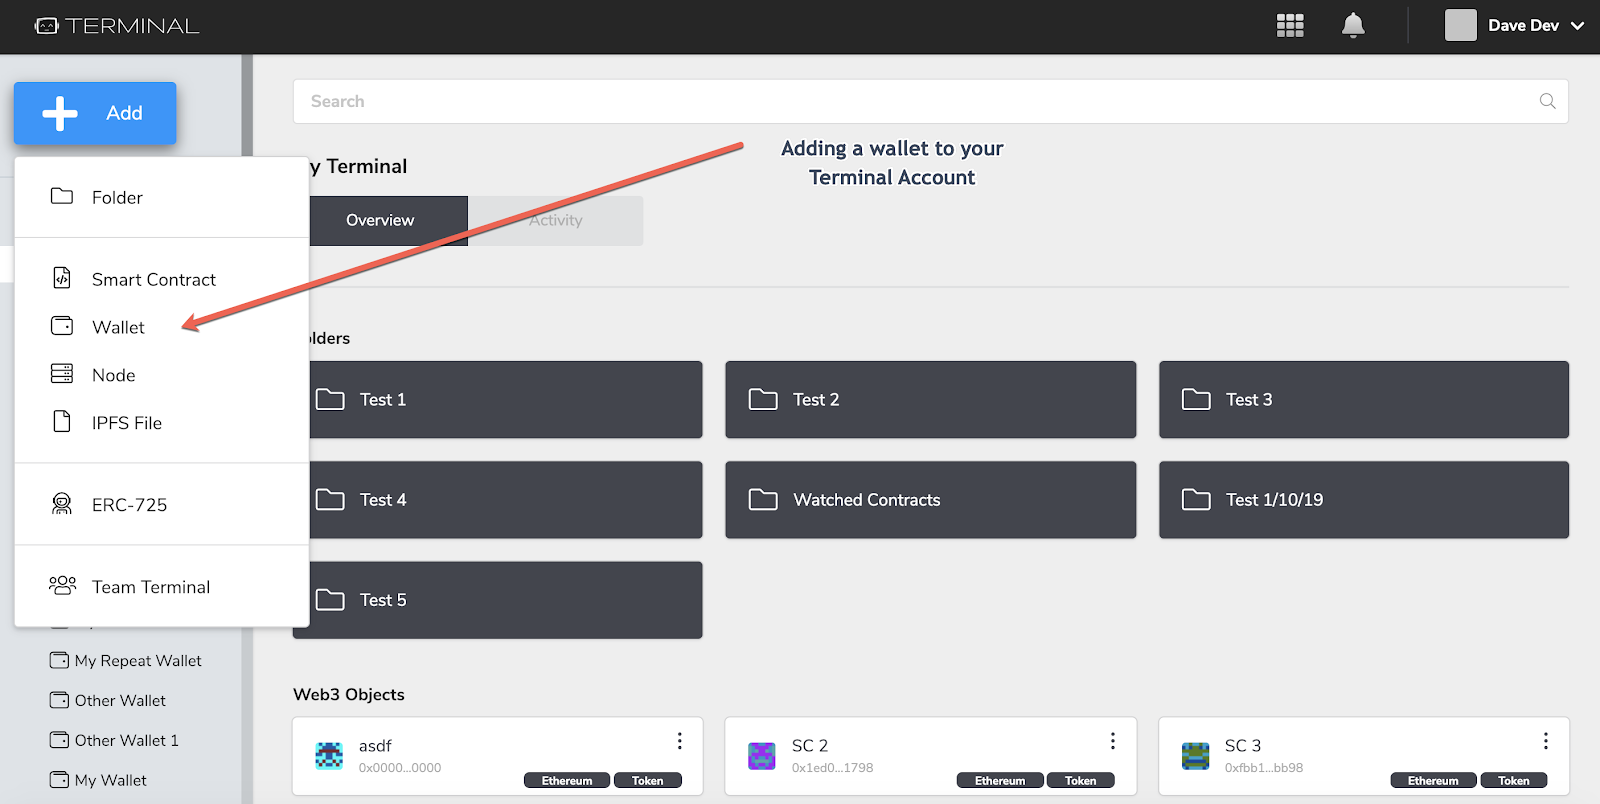 TERMINAL
Dave Dev
Add
Search
Adding a wallet to your
Terminal Account
y Terminal
Overview
Activity
Folder
Smart Contract
Wallet
Node
IPFS File
ERC-725
Team Terminal
lders
Test 1
Test 2
Test 3
Test 4
Watched Contracts
Test 1/10/19
Test 5
My Repeat Wallet
Other Wallet
Other Wallet 1
My Wallet
Web3 Objects
asdf
0x0000...0000
Ethereum
Token
SC 2
0x1ed0...1798
Ethereum
Token
SC 3
0xfbb1...bb98
Ethereum
Token